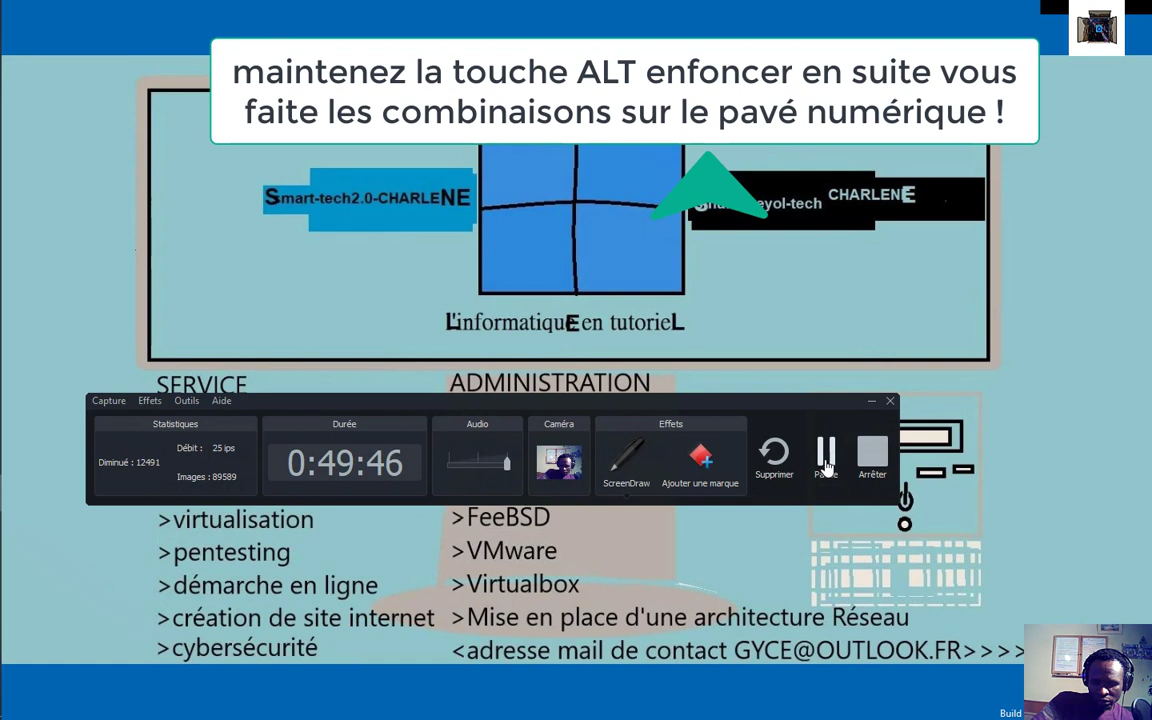 maintenez la touche ALT enfoncer en suite vous
faite les combinaisons sur le pavé numérique !
Smart-tech2.0-CHARLENE
CHARLENE
L'informatiquE en tutorieL
SERVICE
ADMINISTRATION
Capture Effets Outils Aide
Statistiques
Durée
Audio
Caméra
Effets
Débit : 25 ips
Diminué : 12491
Images : 89589
0:49:46
ScreenDraw
Ajouter une marque
Supprimer
Arrêter
>virtualisation
>pentesting
>démarche en ligne
>création de site internet
>cybersécurité
>FeeBSD
>VMware
>Virtualbox
>Mise en place d'une architecture Réseau
<adresse mail de contact GYCE@OUTLOOK.FR>>>>
Build